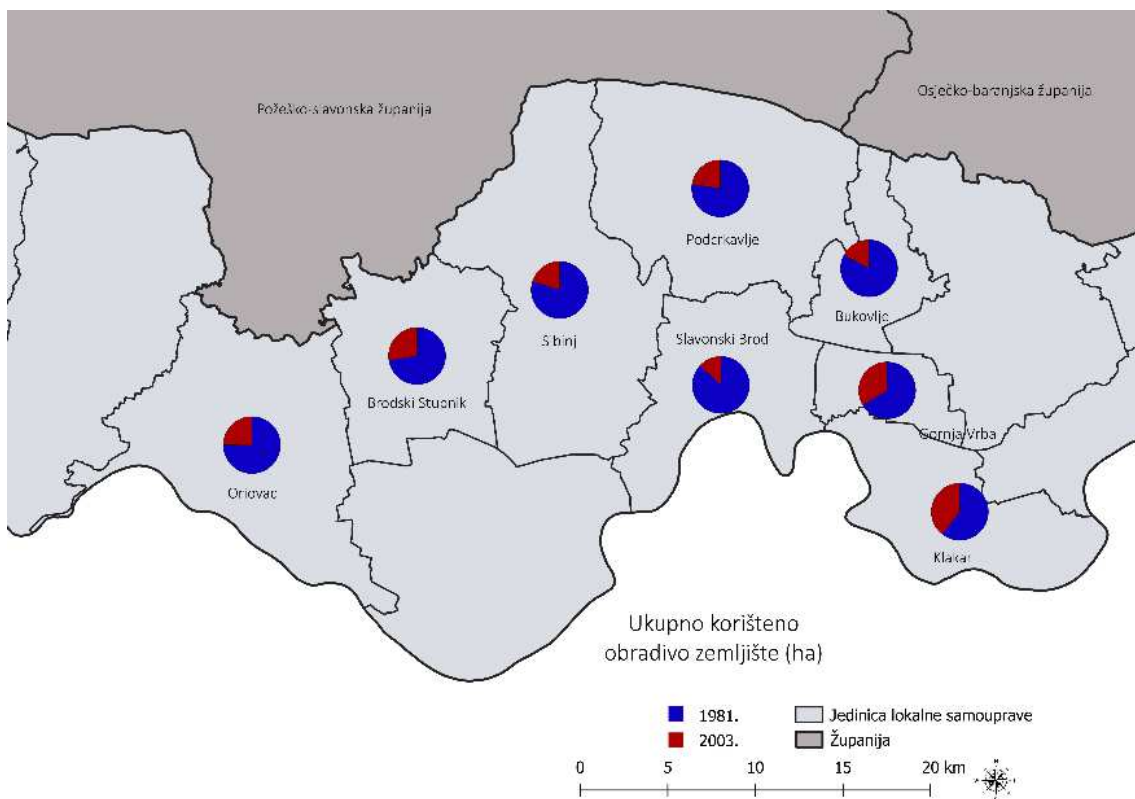 Osječko-baranjska županija
Požeško-slavonska županija
Podcrkavlje
Bukovlje
Sibinj
Slavonski Brod
Brodski Stupnik
Gornja Vrba
Oriovac
Klakar
Ukupno korišteno
obradivo zemljište (ha)
1981. Jedinica lokalne samouprave
2003. Županija
0 5 10 15 20 km